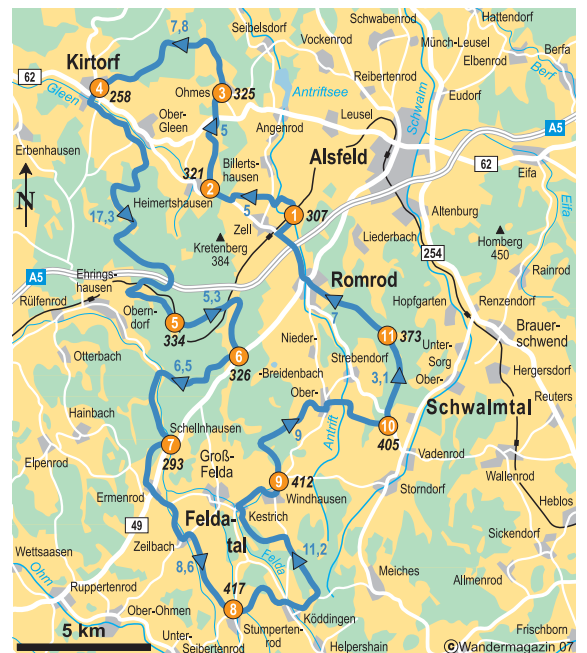 Hattendorf
Schwabenrod
Seibelsdorf
Vockenrod
Münch-Leusel
Elbenrod
Berfa
Berf
7,8
Kirtorf
62
4
258
Gleen
Ohmes
3
325
Antriftsee
Reibertenrod
Schwalm
Eudorf
Ober-
Gleen
5
Angenrod
Leusel
A5
Erbenhausen
Alsfeld
62
Billerts-
hausen
321
2
Eifa
Eifa
N
Heimertshausen
5
1
307
17,3
Zell
Altenburg
Kretenberg
384
Liederbach
Homberg
450
254
A5
Ehrings-
hausen
Romrod
Rainrod
Rülfenrod
Obern-
dorf
5
334
5,3
7
Hopfgarten
Renzendorf
11
373
Brauer-
schwend
Otterbach
6
326
Nieder-
-Breidenbach
Ober-
Strebendorf
Unter-
Sorg
Ober-
Hergersdorf
6,5
3,1
Reuters
Hainbach
Schwalmtal
Schellnhausen
9
Antrift
10
405
7
293
Groß-
Felda
Vadenrod
Elpenrod
Wallenrod
9
412
Windhausen
Storndorf
Heblos
Ermenrod
Kestrich
49
Felda-
tal
Sickendorf
Wettsaasen
Zeilbach
Felda
11,2
Ohm
8,6
Meiches
Allmenrod
Ruppertenrod
417
8
Ober-Ohmen
Köddingen
5 km
Unter-
Seibertenrod
Stumperten-
rod
Helpershain
Frischborn
©Wandermagazin 07